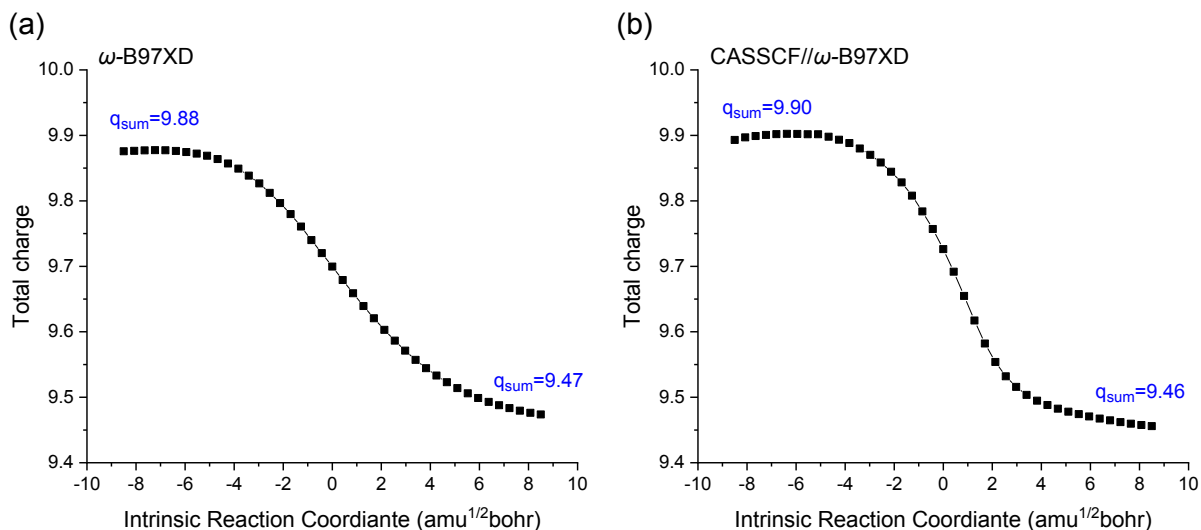 (a)
ω-B97XD
10.0
9.9
9.8
9.7
9.6
9.5
9.4
Total charge
q_sum=9.88
q_sum=9.47
-10 -8 -6 -4 -2 0 2 4 6 8 10
Intrinsic Reaction Coordiante (amu^1/2bohr)
(b)
CASSCF//ω-B97XD
10.0
9.9
9.8
9.7
9.6
9.5
9.4
Total charge
q_sum=9.90
q_sum=9.46
-10 -8 -6 -4 -2 0 2 4 6 8 10
Intrinsic Reaction Coordiante (amu^1/2bohr)